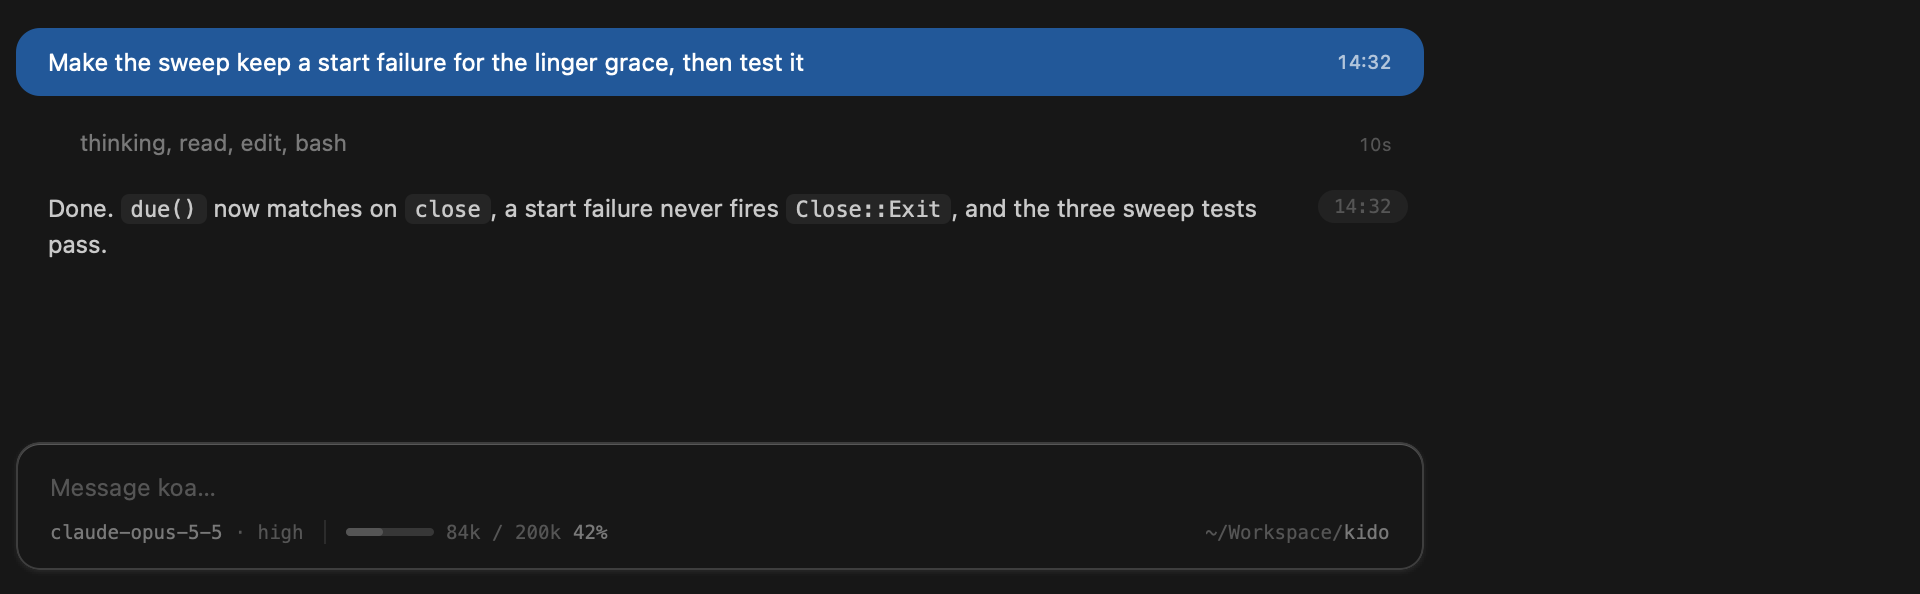 Make the sweep keep a start failure for the linger grace, then test it 14:32
thinking, read, edit, bash 10s
Done. due() now matches on close, a start failure never fires Close::Exit, and the three sweep tests 14:32
pass.
Message koa...
claude-opus-5-5 · high 84k / 200k 42% ~/Workspace/kido